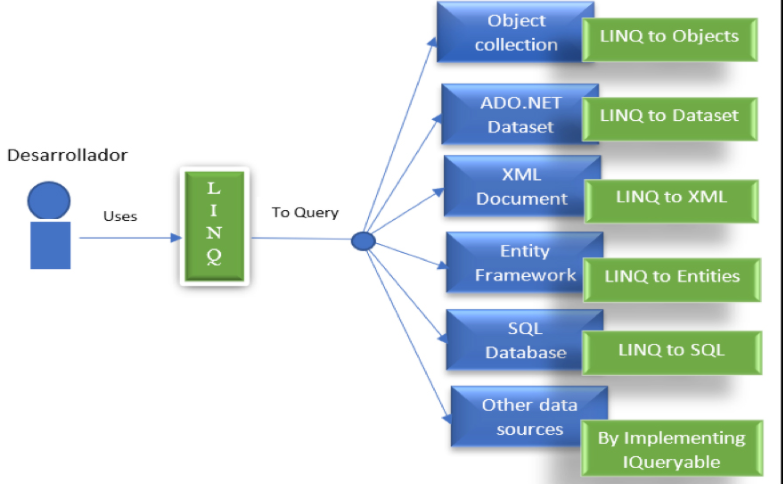 Desarrollador
Uses
L
I
N
Q
To Query
Object
collection
LINQ to Objects
ADO.NET
Dataset
LINQ to Dataset
XML
Document
LINQ to XML
Entity
Framework
LINQ to Entities
SQL
Database
LINQ to SQL
Other data
sources
By Implementing
IQueryable